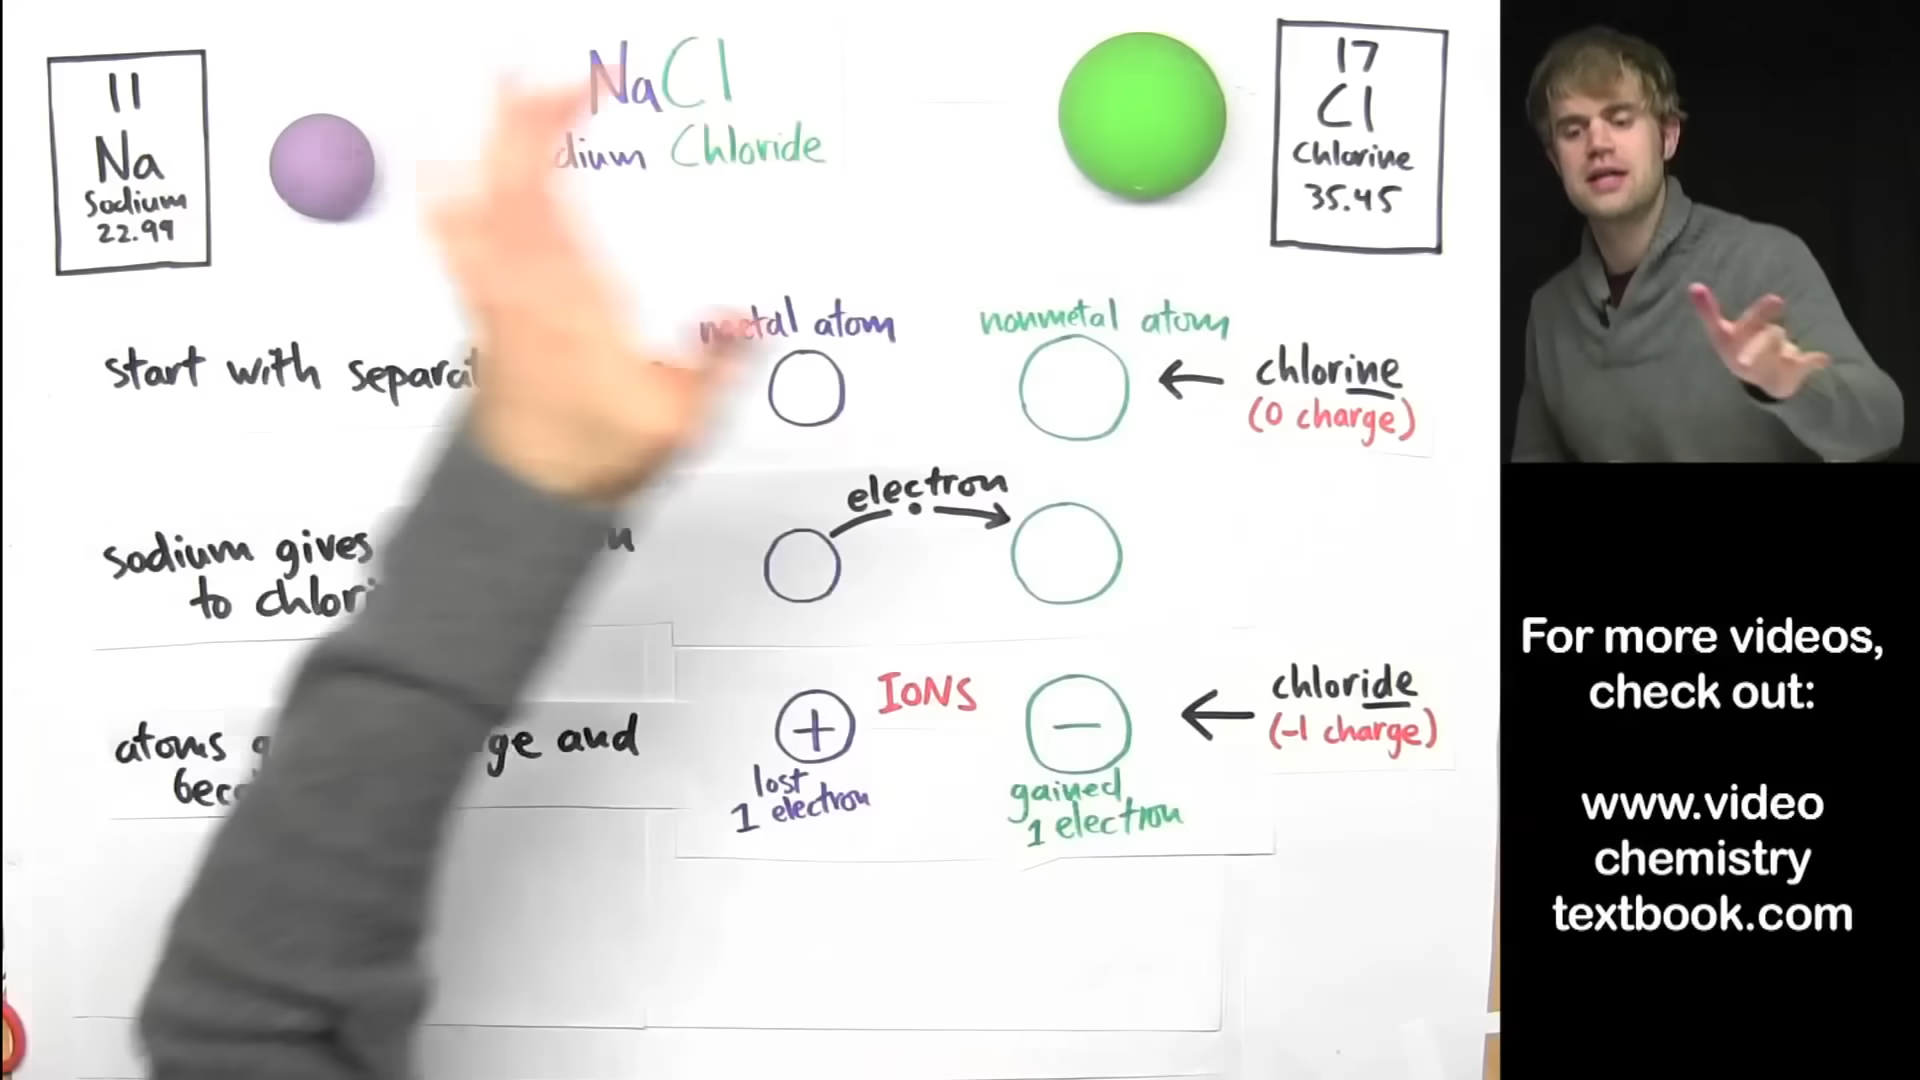 11
Na
Sodium
22.99
NaCl
dium Chloride
17
Cl
Chlorine
35.45
metal atom
nonmetal atom
start with separat
chlorine
(0 charge)
electron
sodium gives
to chlori
IONS
+
−
chloride
(-1 charge)
atoms ge and
lost
1 electron
gained
1 electron
For more videos,
check out:
www.video
chemistry
textbook.com